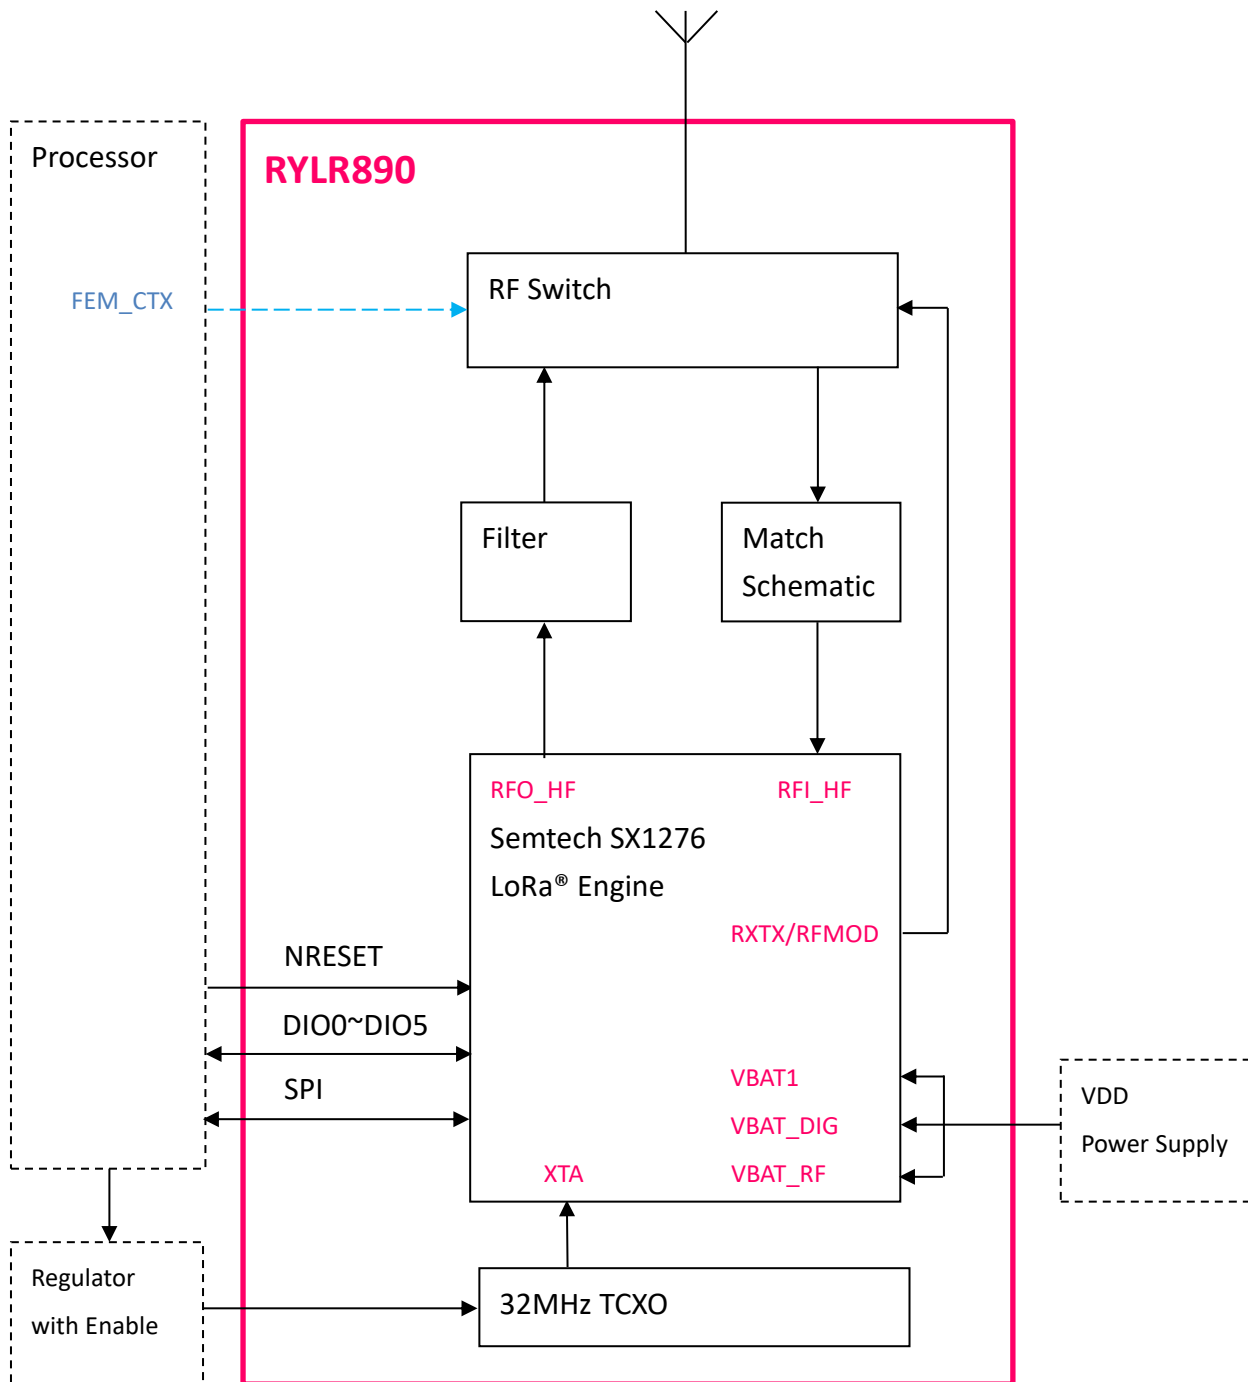 Processor
RYLR890
RF Switch
FEM_CTX
Filter
Match
Schematic
RFO_HF
RFI_HF
Semtech SX1276
LoRa® Engine
RXTX/RFMOD
NRESET
DIO0~DIO5
SPI
VBAT1
VBAT_DIG
VBAT_RF
XTA
VDD
Power Supply
Regulator
with Enable
32MHz TCXO